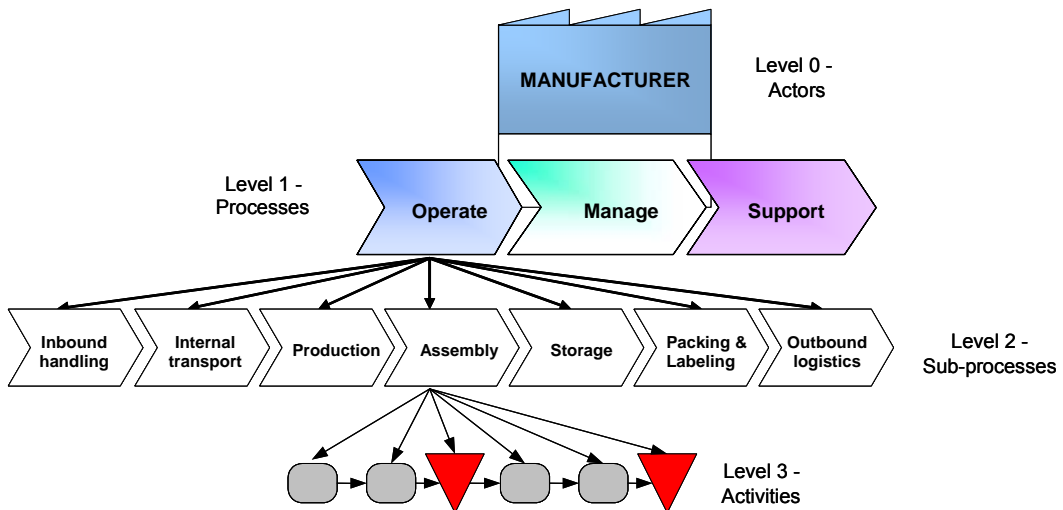 MANUFACTURER
Level 0 -
Actors
Level 1 -
Processes
Operate
Manage
Support
Inbound
handling
Internal
transport
Production
Assembly
Storage
Packing &
Labeling
Outbound
logistics
Level 2 -
Sub-processes
Level 3 -
Activities